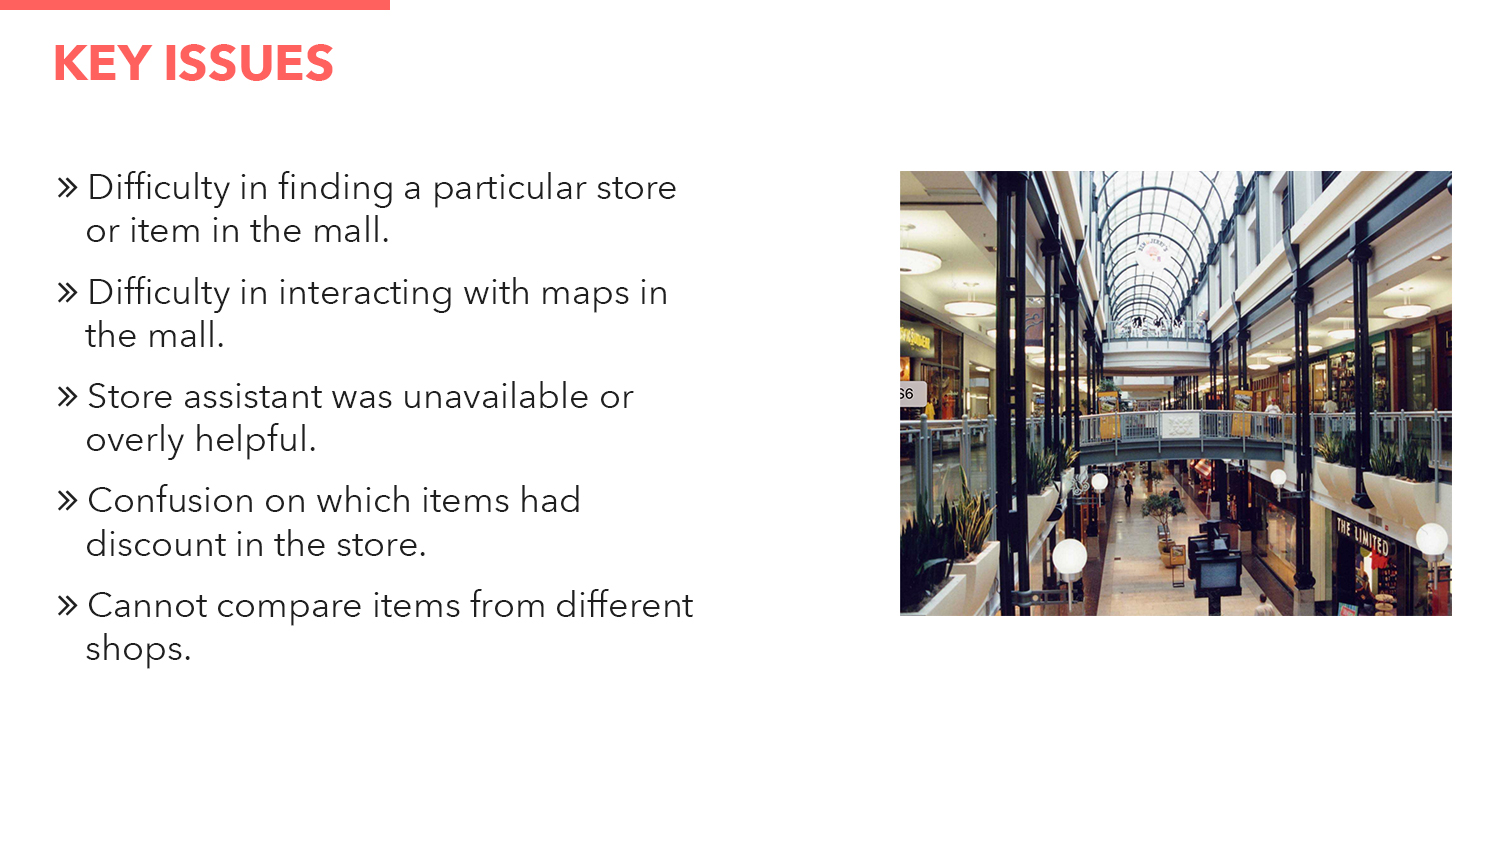 KEY ISSUES
» Difficulty in finding a particular store
or item in the mall.
» Difficulty in interacting with maps in
the mall.
» Store assistant was unavailable or
overly helpful.
» Confusion on which items had
discount in the store.
» Cannot compare items from different
shops.
S6
THE LIMITED